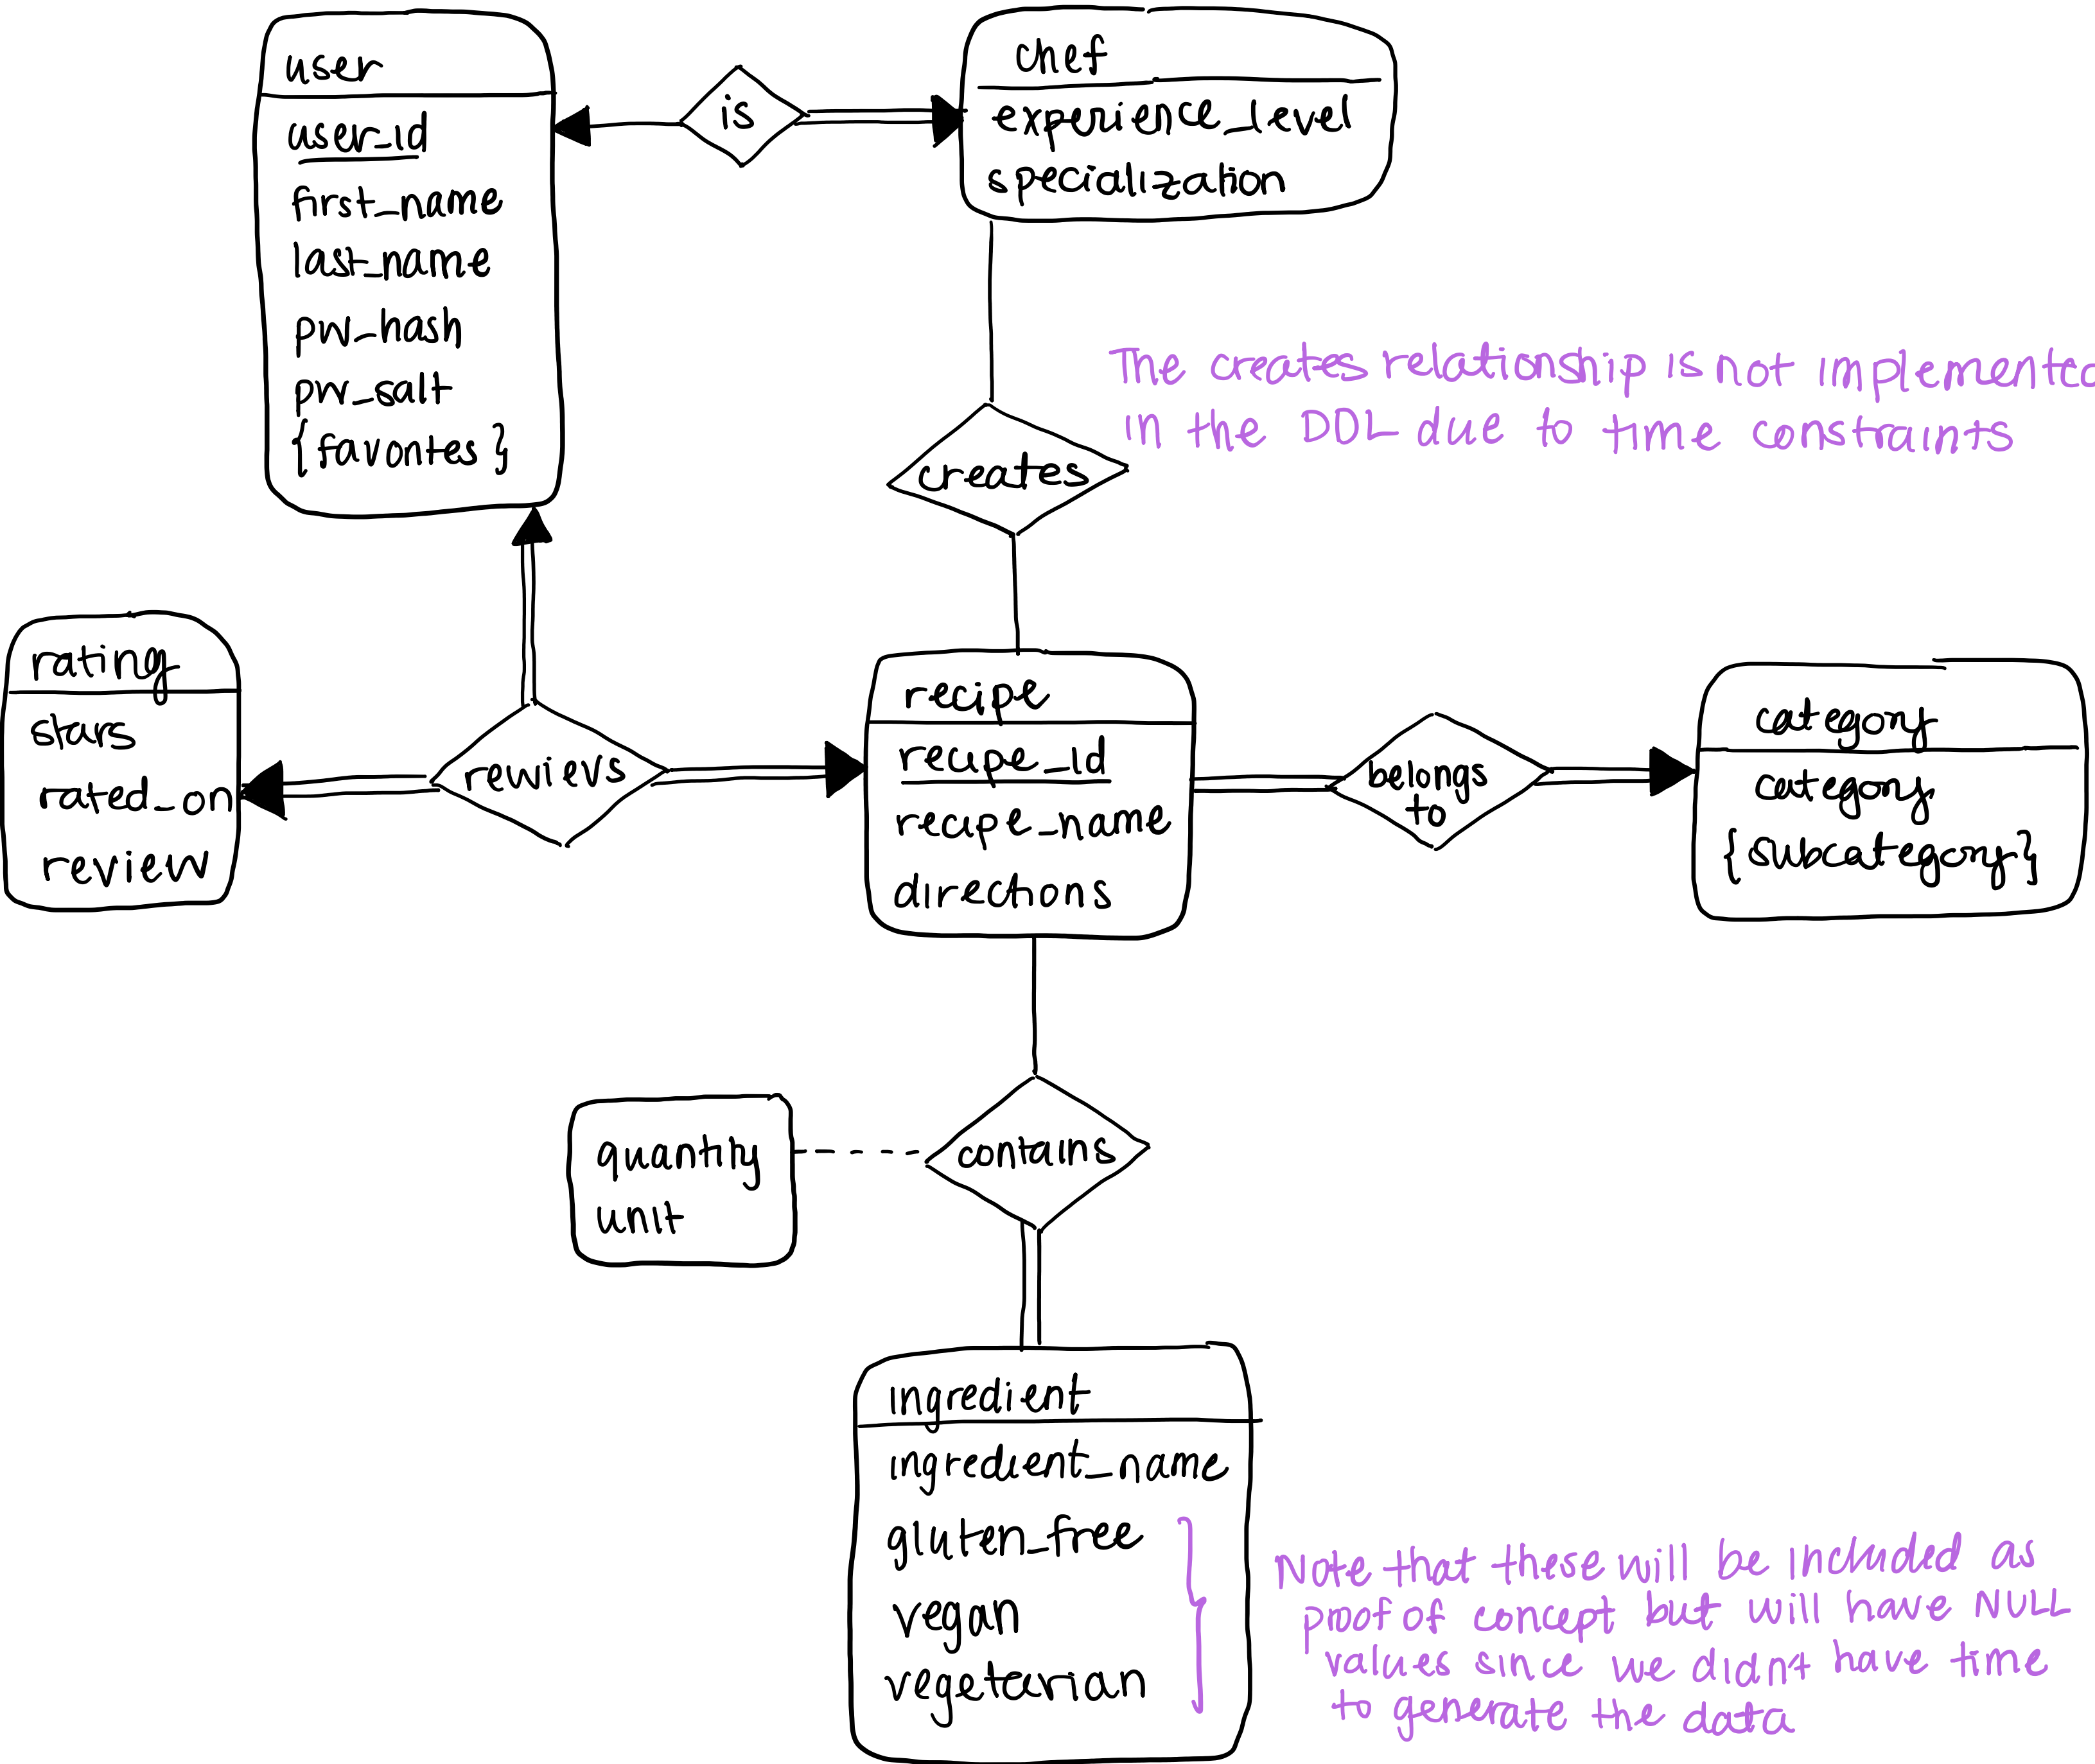 user
user_id
first_name
last_name
pw_hash
pw_salt
{favorites}
is
chef
experience_level
specialization
The creates relationship is not implemente
in the DDL due to time constraints
creates
rating
stars
rated_on
review
reviews
recipe
recipe_id
recipe_name
directions
belongs
to
category
category
{subcategory}
contains
quantity
unit
ingredient
ingredient_name
gluten_free
vegan
vegetarian
Note that these will be included as
proof of concept but will have NULL
values since we didn't have time
to generate the data